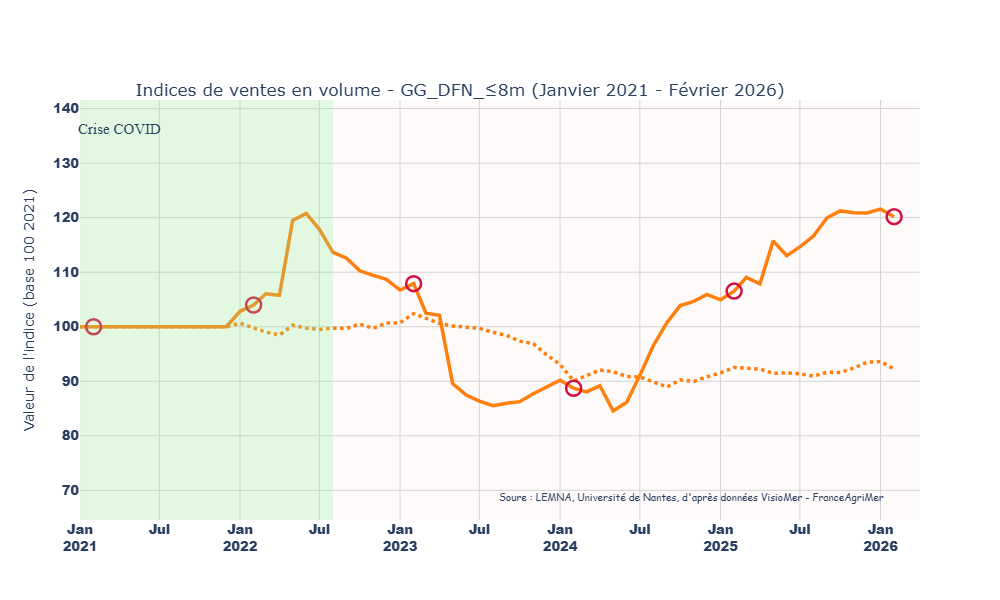 Indices de ventes en volume - GG_DFN_≤8m (Janvier 2021 - Février 2026)
Valeur de l'indice (base 100 2021)
140
130
120
110
100
90
80
70
Crise COVID
Soure : LEMNA, Université de Nantes, d'après données VisioMer - FranceAgriMer
Jan Jul Jan Jul Jan Jul Jan Jul Jan Jul Jan
2021 2022 2023 2024 2025 2026